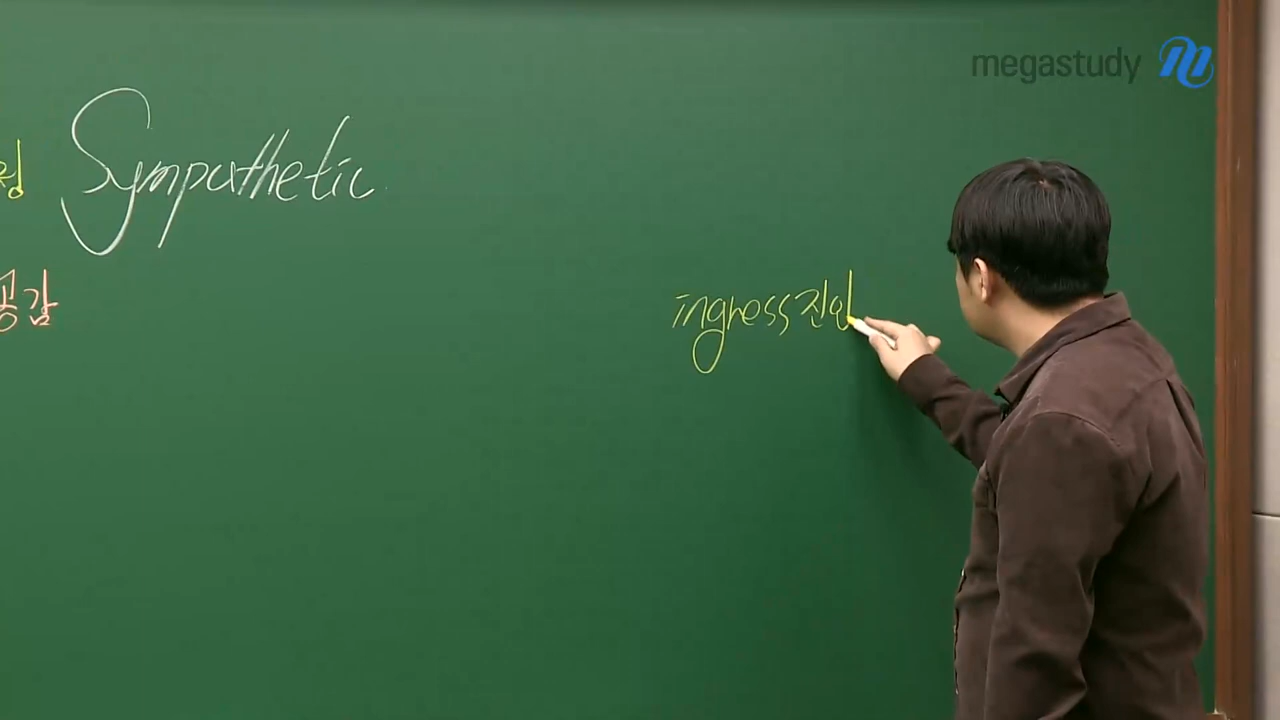 megastudy
Sympathetic
공감
ingress 진입